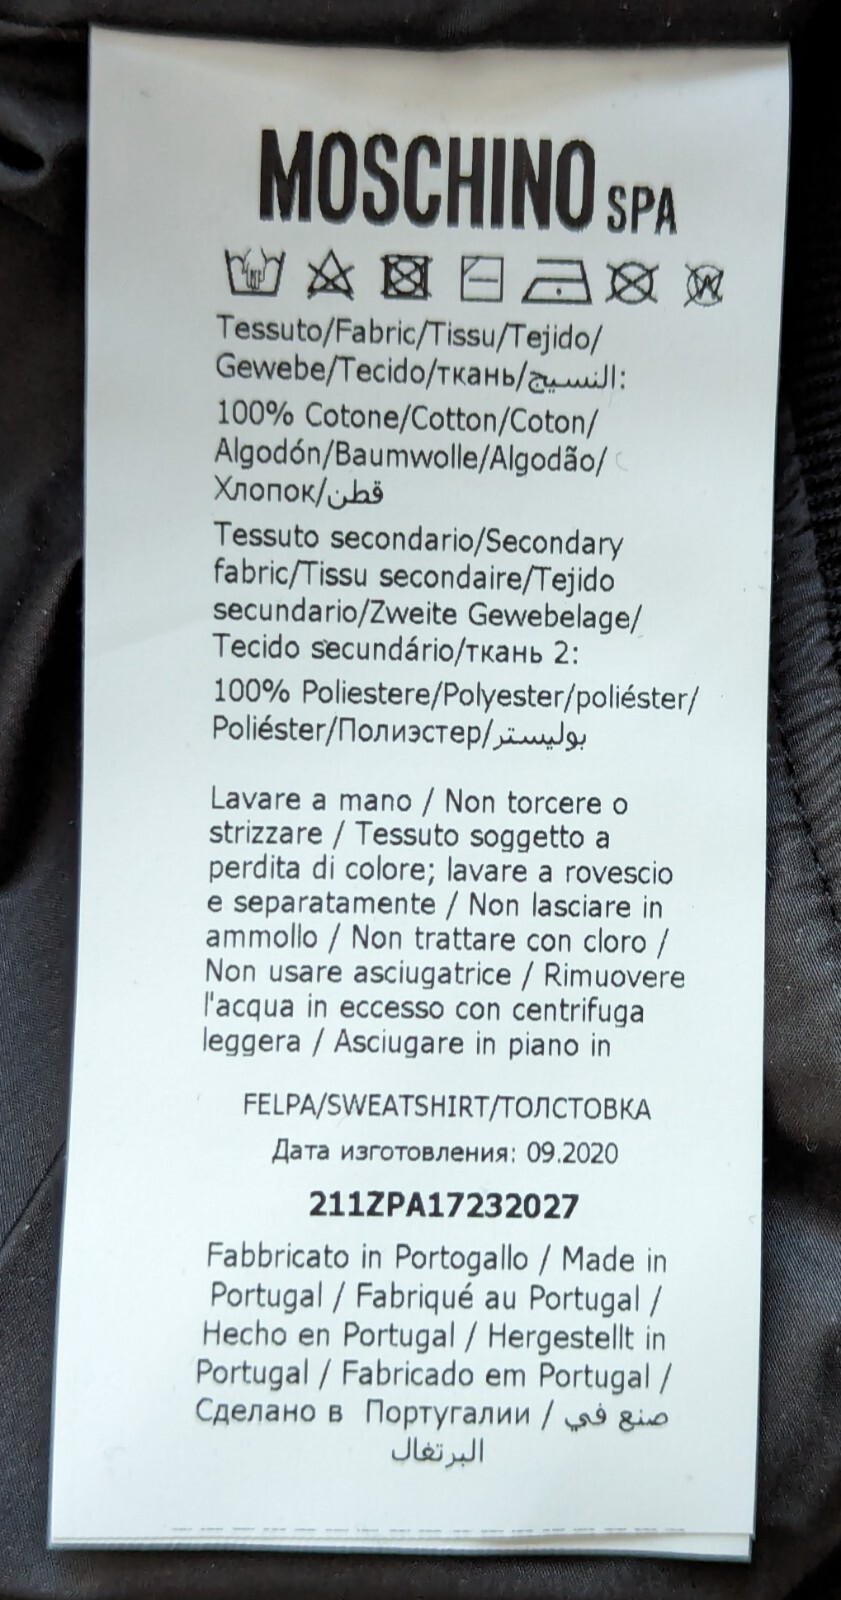 MOSCHINO SPA
W
Tessuto/Fabric/Tissu/Tejido/
Gewebe/Tecido/ткань/النسيج:
100% Cotone/Cotton/Coton/
Algodón/Baumwolle/Algodão/
Хлопок/قطن
Tessuto secondario/Secondary
fabric/Tissu secondaire/Tejido
secundario/Zweite Gewebelage/
Tecido secundário/ткань 2:
100% Poliestere/Polyester/poliéster/
Poliéster/Полиэстер/بوليستر
Lavare a mano / Non torcere o
strizzare / Tessuto soggetto a
perdita di colore; lavare a rovescio
e separatamente / Non lasciare in
ammollo / Non trattare con cloro /
Non usare asciugatrice / Rimuovere
l'acqua in eccesso con centrifuga
leggera / Asciugare in piano in
FELPA/SWEATSHIRT/ТОЛСТОВКА
Дата изготовления: 09.2020
211ZPA17232027
Fabbricato in Portogallo / Made in
Portugal / Fabriqué au Portugal /
Hecho en Portugal / Hergestellt in
Portugal / Fabricado em Portugal /
Сделано в Португалии / صنع في
البرتغال